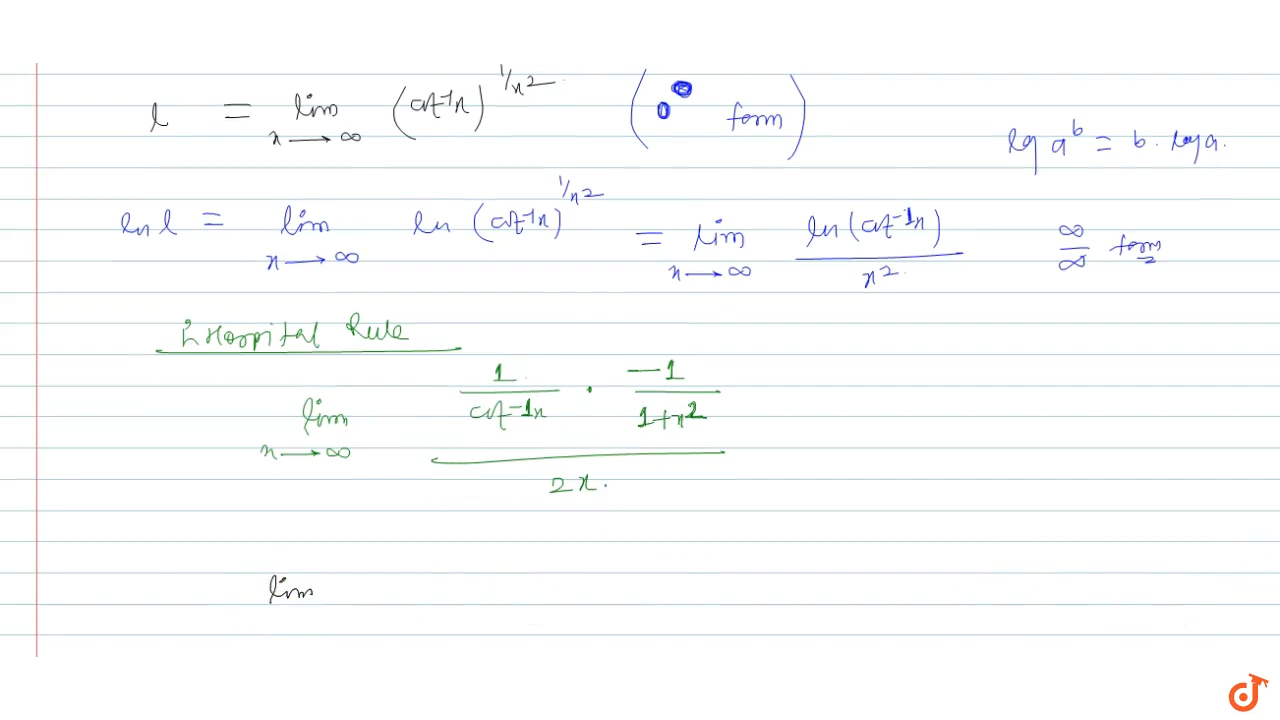 l = lim x→∞ (cot⁻¹x)^1/x² (0⁰ form)
log a^b = b. log a.
ln l = lim x→∞ ln (cot⁻¹x)^1/x² = lim x→∞ ln(cot⁻¹x) / x² ∞/∞ form
L Hospital Rule
lim x→∞ 1/cot⁻¹x · −1/1+x²
2x.
lim